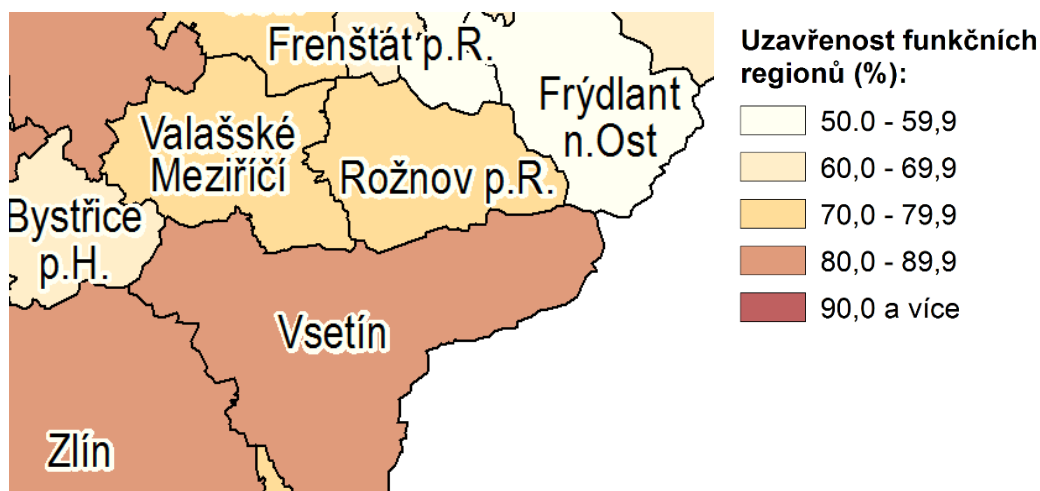 Frenštát p.R.
Frýdlant
n.Ost
Valašské
Meziříčí
Rožnov p.R.
Bystřice
p.H.
Vsetín
Zlín
Uzavřenost funkčních
regionů (%):
50.0 - 59,9
60,0 - 69,9
70,0 - 79,9
80,0 - 89,9
90,0 a více